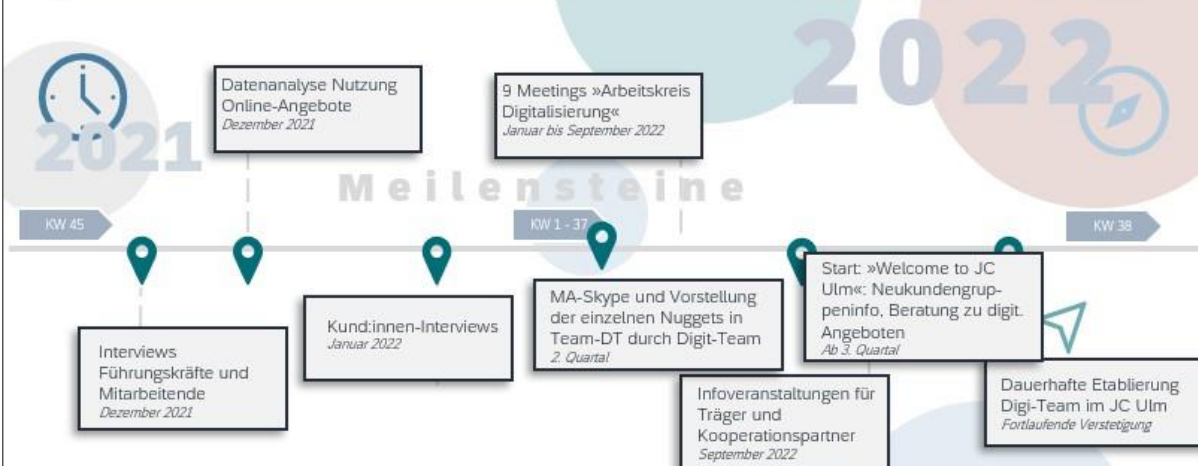 2022
2021
Meilensteine
KW 45
KW 1 - 37
KW 38
Datenanalyse Nutzung
Online-Angebote
Dezember 2021
9 Meetings »Arbeitskreis
Digitalisierung«
Januar bis September 2022
Interviews
Führungskräfte und
Mitarbeitende
Dezember 2021
Kund:innen-Interviews
Januar 2022
MA-Skype und Vorstellung
der einzelnen Nuggets in
Team-DT durch Digit-Team
2. Quartal
Start: »Welcome to JC
Ulm«: Neukundengrup-
peninfo, Beratung zu digit.
Angeboten
Ab 3. Quartal
Infoveranstaltungen für
Träger und
Kooperationspartner
September 2022
Dauerhafte Etablierung
Digi-Team im JC Ulm
Fortlaufende Verstetigung